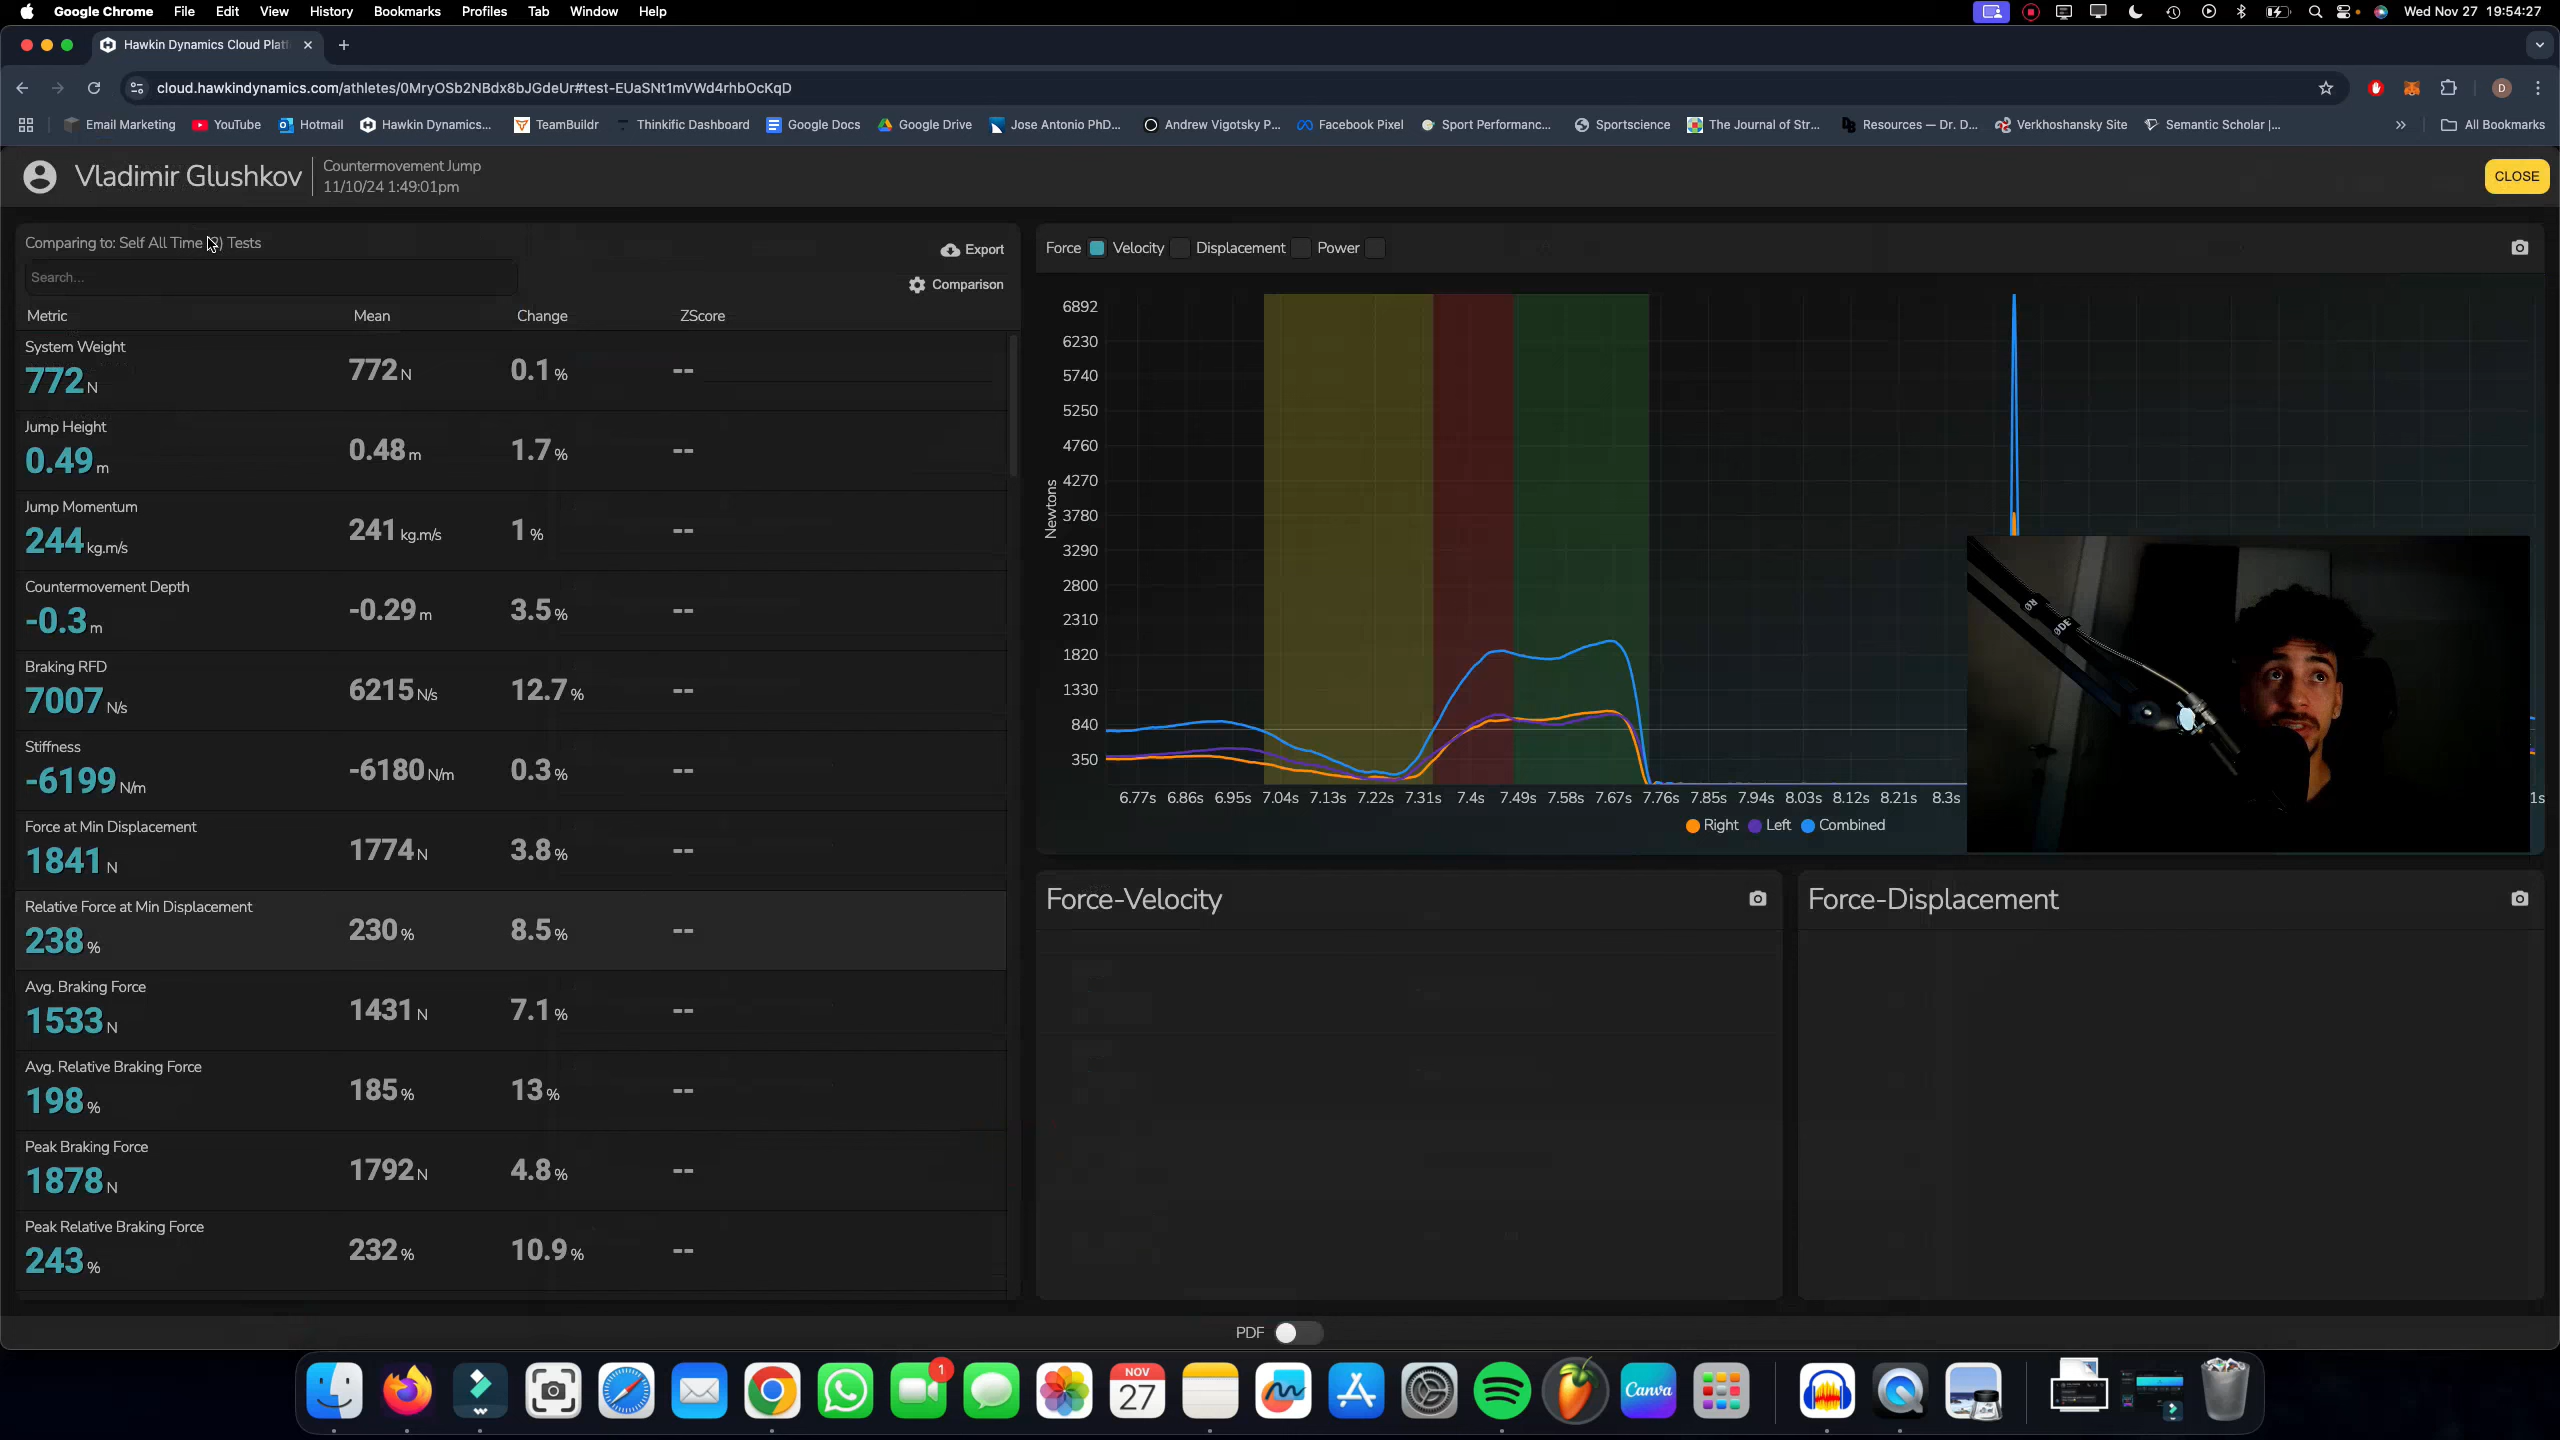 Google Chrome File Edit View History Bookmarks Profiles Tab Window Help Wed Nov 27 19:54:27
Hawkin Dynamics Cloud Platf
cloud.hawkindynamics.com/athletes/0MryOSb2NBdx8bJGdeUr#test-EUaSNt1mVWd4rhbOcKqD D
Email Marketing YouTube Hotmail Hawkin Dynamics... TeamBuildr Thinkific Dashboard Google Docs Google Drive Jose Antonio PhD... Andrew Vigotsky P... Facebook Pixel Sport Performanc... Sportscience The Journal of Str... Resources — Dr. D... Verkhoshansky Site Semantic Scholar |... » All Bookmarks
Vladimir Glushkov
Countermovement Jump
11/10/24 1:49:01pm
CLOSE
Comparing to: Self All Time Tests
Export
Search...
Comparison
Metric Mean Change ZScore
System Weight
772 N 772 N 0.1 % --
Jump Height
0.49 m 0.48 m 1.7 % --
Jump Momentum
244 kg.m/s 241 kg.m/s 1 % --
Countermovement Depth
-0.3 m -0.29 m 3.5 % --
Braking RFD
7007 N/s 6215 N/s 12.7 % --
Stiffness
-6199 N/m -6180 N/m 0.3 % --
Force at Min Displacement
1841 N 1774 N 3.8 % --
Relative Force at Min Displacement
238 % 230 % 8.5 % --
Avg. Braking Force
1533 N 1431 N 7.1 % --
Avg. Relative Braking Force
198 % 185 % 13 % --
Peak Braking Force
1878 N 1792 N 4.8 % --
Peak Relative Braking Force
243 % 232 % 10.9 % --
Force Velocity Displacement Power
Newtons
6892
6230
5740
5250
4760
4270
3780
3290
2800
2310
1820
1330
840
350
6.77s 6.86s 6.95s 7.04s 7.13s 7.22s 7.31s 7.4s 7.49s 7.58s 7.67s 7.76s 7.85s 7.94s 8.03s 8.12s 8.21s 8.3s 1s
Right Left Combined
RØ
ØDE
Force-Velocity
Force-Displacement
PDF
1
NOV
27
Canva